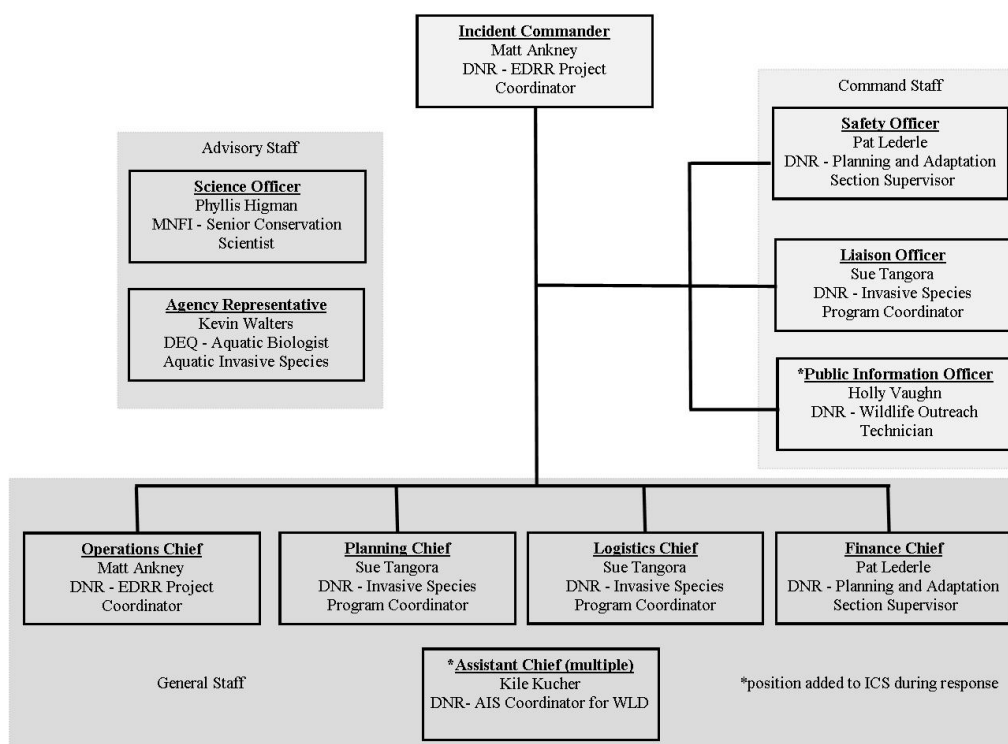 Incident Commander
Matt Ankney
DNR - EDRR Project
Coordinator
Command Staff
Safety Officer
Pat Lederle
DNR - Planning and Adaptation
Section Supervisor
Advisory Staff
Science Officer
Phyllis Higman
MNFI - Senior Conservation
Scientist
Liaison Officer
Sue Tangora
DNR - Invasive Species
Program Coordinator
Agency Representative
Kevin Walters
DEQ - Aquatic Biologist
Aquatic Invasive Species
*Public Information Officer
Holly Vaughn
DNR - Wildlife Outreach
Technician
Operations Chief
Matt Ankney
DNR - EDRR Project
Coordinator
Planning Chief
Sue Tangora
DNR - Invasive Species
Program Coordinator
Logistics Chief
Sue Tangora
DNR - Invasive Species
Program Coordinator
Finance Chief
Pat Lederle
DNR - Planning and Adaptation
Section Supervisor
General Staff
*Assistant Chief (multiple)
Kile Kucher
DNR- AIS Coordinator for WLD
*position added to ICS during response